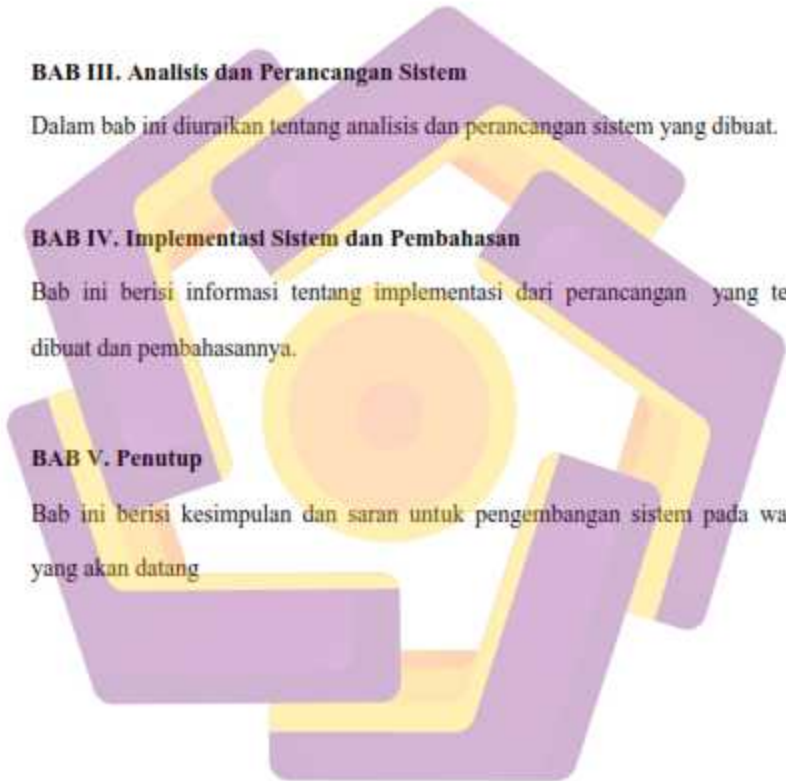 BAB III. Analisis dan Perancangan Sistem
Dalam bab ini diuraikan tentang analisis dan perancangan sistem yang dibuat.
BAB IV. Implementasi Sistem dan Pembahasan
Bab ini berisi informasi tentang implementasi dari perancangan yang te
dibuat dan pembahasannya.
BAB V. Penutup
Bab ini berisi kesimpulan dan saran untuk pengembangan sistem pada wa
yang akan datang